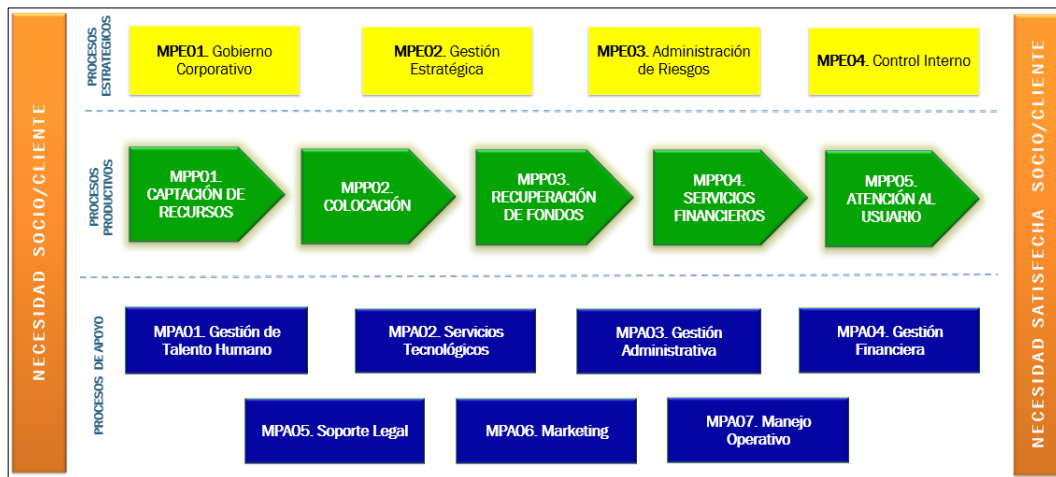 NECESIDAD SOCIO/CLIENTE
PROCESOS
ESTRATEGICOS
MPE01. Gobierno
Corporativo
MPE02. Gestión
Estratégica
MPE03. Administración
de Riesgos
MPE04. Control Interno
PROCESOS
PRODUCTIVOS
MPP01.
CAPTACIÓN DE
RECURSOS
MPP02.
COLOCACIÓN
MPP03.
RECUPERACIÓN
DE FONDOS
MPP04.
SERVICIOS
FINANCIEROS
MPP05.
ATENCIÓN AL
USUARIO
PROCESOS DE APOYO
MPA01. Gestión de
Talento Humano
MPA02. Servicios
Tecnológicos
MPA03. Gestión
Administrativa
MPA04. Gestión
Financiera
MPA05. Soporte Legal
MPA06. Marketing
MPA07. Manejo
Operativo
NECESIDAD SATISFECHA SOCIO/CLIENTE